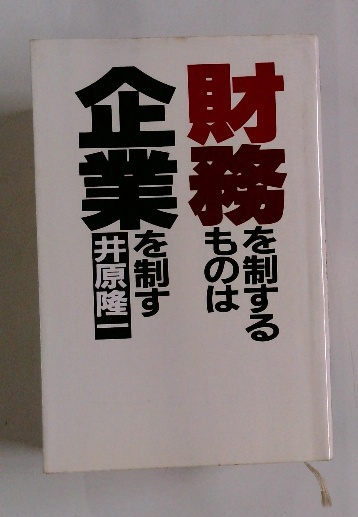 財務を制する
ものは
企業を制す
井原隆一